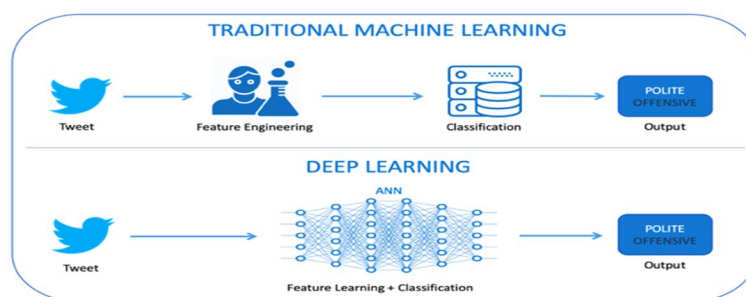 TRADITIONAL MACHINE LEARNING
Tweet
Feature Engineering
Classification
POLITE
OFFENSIVE
Output
DEEP LEARNING
ANN
Tweet
Feature Learning + Classification
POLITE
OFFENSIVE
Output